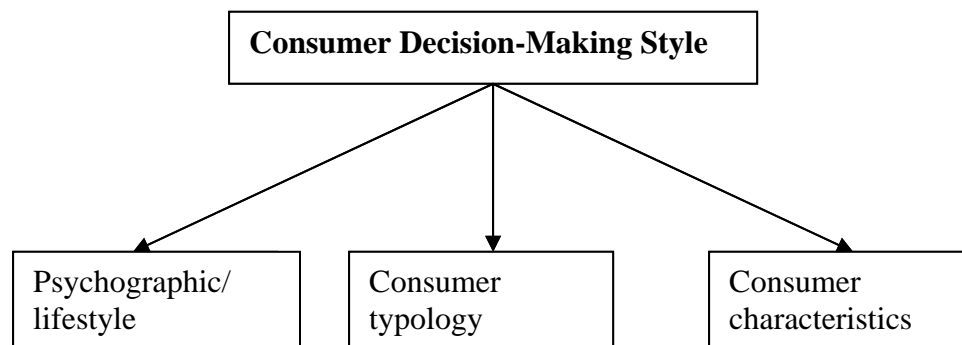 Consumer Decision-Making Style
Psychographic/
lifestyle
Consumer
typology
Consumer
characteristics